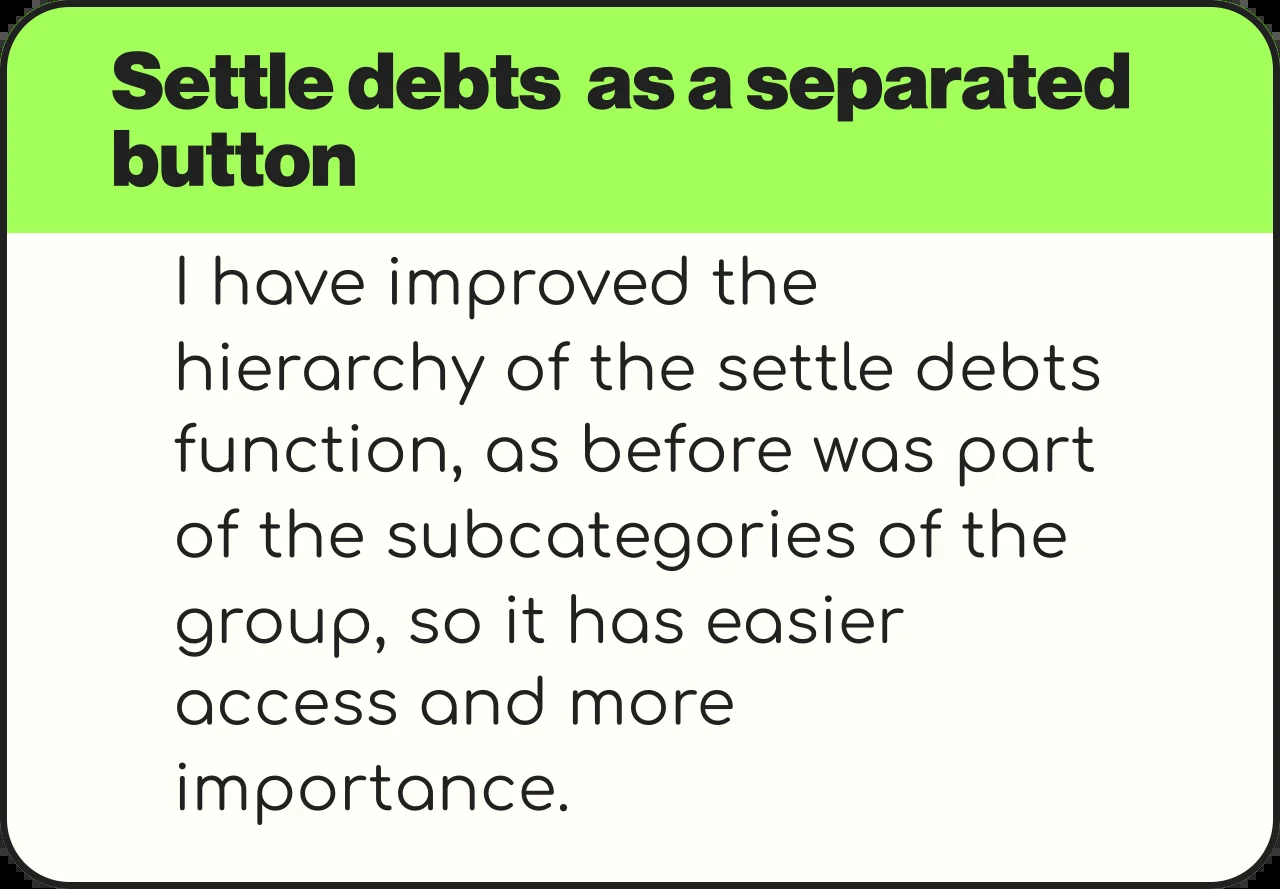 Settle debts as a separated
button
I have improved the
hierarchy of the settle debts
function, as before was part
of the subcategories of the
group, so it has easier
access and more
importance.